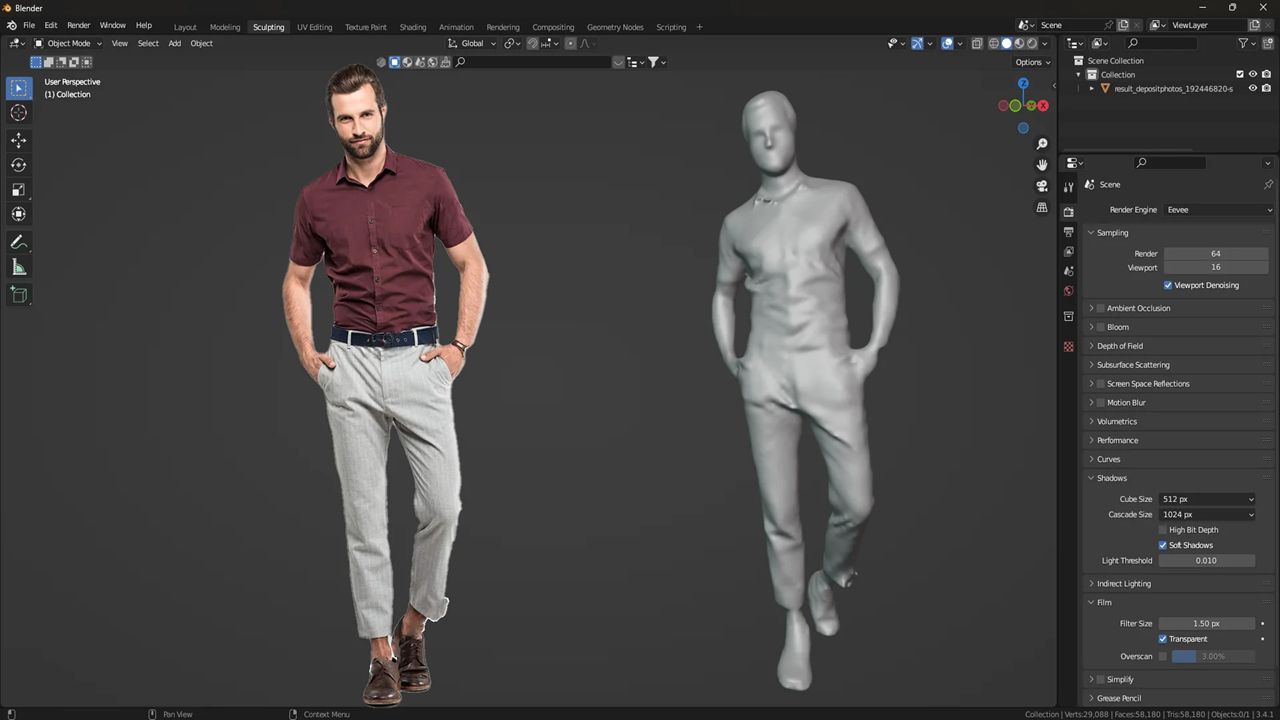 Blender
File Edit Render Window Help Layout Modeling Sculpting UV Editing Texture Paint Shading Animation Rendering Compositing Geometry Nodes Scripting + Scene ViewLayer
Object Mode View Select Add Object Global
Options
User Perspective
(1) Collection
Scene Collection
Collection
result_depositphotos_192446820-s
Scene
Render Engine Eevee
Sampling
Render 64
Viewport 16
Viewport Denoising
Ambient Occlusion
Bloom
Depth of Field
Subsurface Scattering
Screen Space Reflections
Motion Blur
Volumetrics
Performance
Curves
Shadows
Cube Size 512 px
Cascade Size 1024 px
High Bit Depth
Soft Shadows
Light Threshold 0.010
Indirect Lighting
Film
Filter Size 1.50 px
Transparent
Overscan 3.00%
Simplify
Grease Pencil
Z
Y X
Pan View Context Menu Collection | Verts:29,088 | Faces:58,180 | Tris:58,180 | Objects:0/1 | 3.4.1